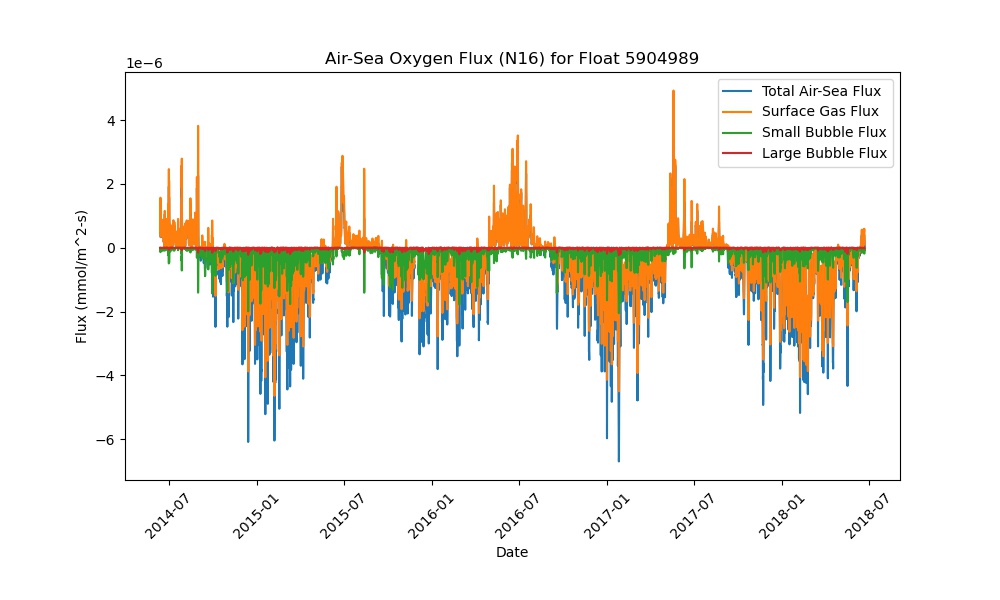 Air-Sea Oxygen Flux (N16) for Float 5904989
1e−6
Total Air-Sea Flux
Surface Gas Flux
Small Bubble Flux
Large Bubble Flux
4
2
0
−2
−4
−6
Flux (mmol/m^2-s)
2014-07
2015-01
2015-07
2016-01
2016-07
2017-01
2017-07
2018-01
2018-07
Date